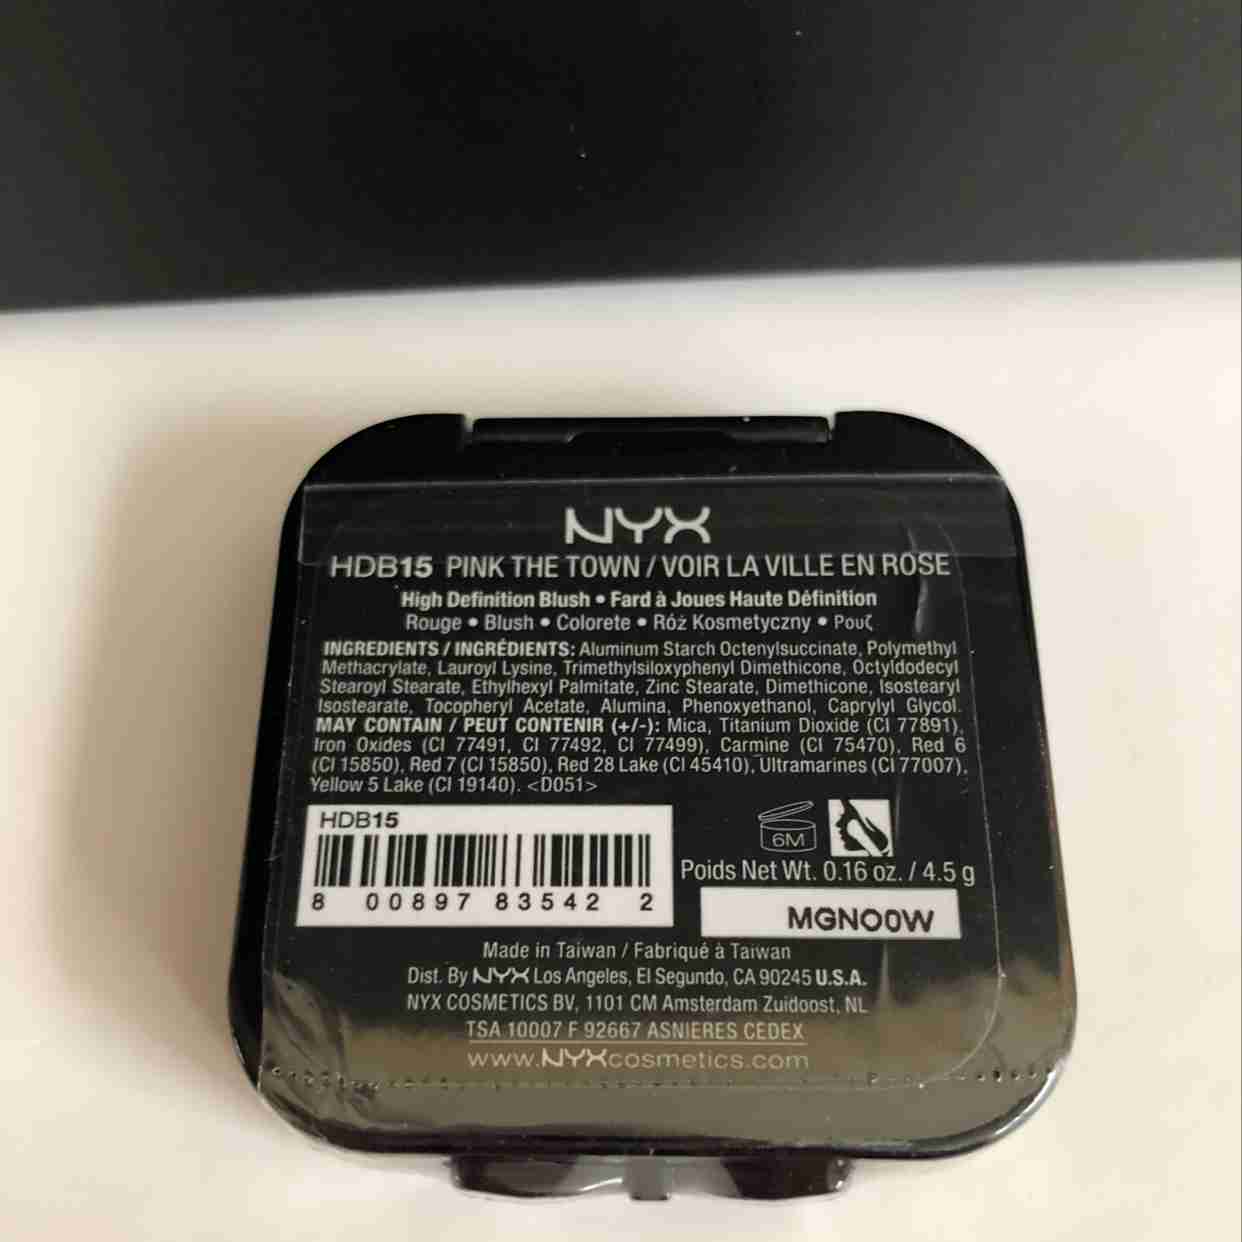 NYX
HDB15 PINK THE TOWN / VOIR LA VILLE EN ROSE
High Definition Blush • Fard à Joues Haute Définition
Rouge • Blush • Colorete • Róż Kosmetyczny • Ρουζ
INGREDIENTS / INGRÉDIENTS: Aluminum Starch Octenylsuccinate, Polymethyl
Methacrylate, Lauroyl Lysine, Trimethylsiloxyphenyl Dimethicone, Octyldodecyl
Stearoyl Stearate, Ethylhexyl Palmitate, Zinc Stearate, Dimethicone, Isostearyl
Isostearate, Tocopheryl Acetate, Alumina, Phenoxyethanol, Caprylyl Glycol.
MAY CONTAIN / PEUT CONTENIR (+/-): Mica, Titanium Dioxide (CI 77891),
Iron Oxides (CI 77491, CI 77492, CI 77499), Carmine (CI 75470), Red 6
(CI 15850), Red 7 (CI 15850), Red 28 Lake (CI 45410), Ultramarines (CI 77007),
Yellow 5 Lake (CI 19140). <D051>
HDB15
8 00897 83542 2
6M
Poids Net Wt. 0.16 oz. / 4.5 g
MGNO0W
Made in Taiwan / Fabriqué à Taiwan
Dist. By NYX Los Angeles, El Segundo, CA 90245 U.S.A.
NYX COSMETICS BV, 1101 CM Amsterdam Zuidoost, NL
TSA 10007 F 92667 ASNIERES CEDEX
www.NYXcosmetics.com